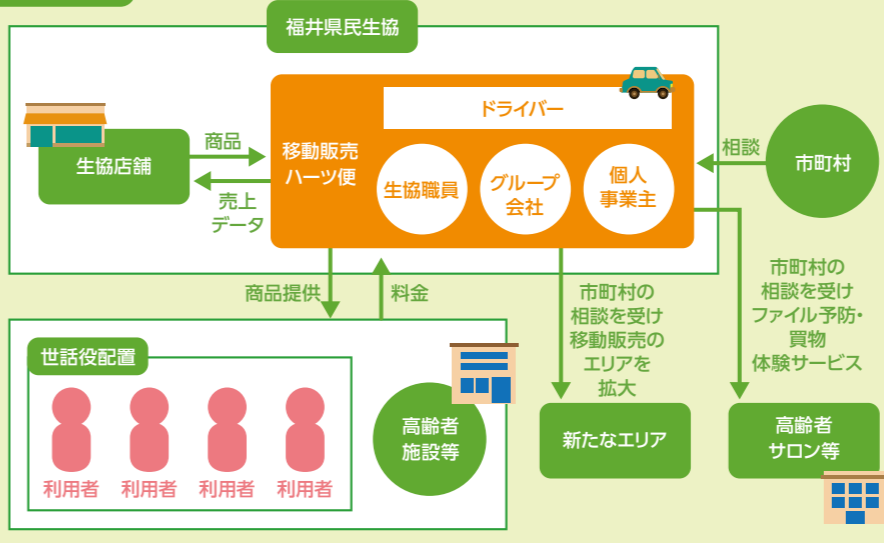 福井県民生協
生協店舗
商品
売上
データ
移動販売
ハーツ便
ドライバー
生協職員
グループ
会社
個人
事業主
相談
市町村
商品提供
料金
市町村の
相談を受け
移動販売の
エリアを
拡大
市町村の
相談を受け
ファイル予防・
買物
体験サービス
世話役配置
利用者
利用者
利用者
利用者
高齢者
施設等
新たなエリア
高齢者
サロン等